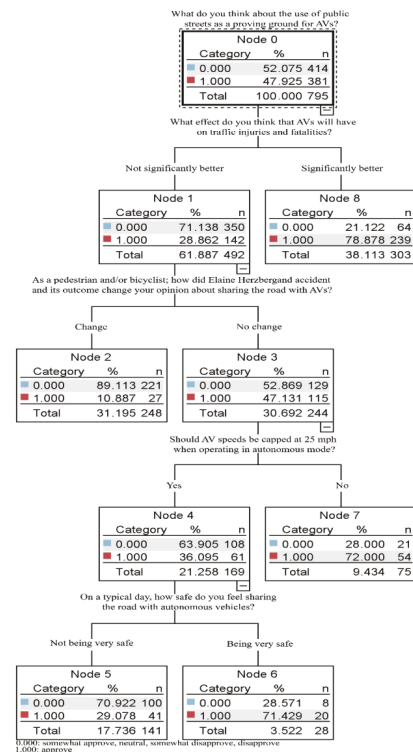 What do you think about the use of public
streets as a proving ground for AVs?
Node 0
Category % n
0.000 52.075 414
1.000 47.925 381
Total 100.000 795
What effect do you think that AVs will have
on traffic injuries and fatalities?
Not significantly better
Significantly better
Node 1
Category % n
0.000 71.138 350
1.000 28.862 142
Total 61.887 492
Node 8
Category % n
0.000 21.122 64
1.000 78.878 239
Total 38.113 303
As a pedestrian and/or bicyclist; how did Elaine Herzbergand accident
and its outcome change your opinion about sharing the road with AVs?
Change
No change
Node 2
Category % n
0.000 89.113 221
1.000 10.887 27
Total 31.195 248
Node 3
Category % n
0.000 52.869 129
1.000 47.131 115
Total 30.692 244
Should AV speeds be capped at 25 mph
when operating in autonomous mode?
Yes
No
Node 4
Category % n
0.000 63.905 108
1.000 36.095 61
Total 21.258 169
Node 7
Category % n
0.000 28.000 21
1.000 72.000 54
Total 9.434 75
On a typical day, how safe do you feel sharing
the road with autonomous vehicles?
Not being very safe
Being very safe
Node 5
Category % n
0.000 70.922 100
1.000 29.078 41
Total 17.736 141
Node 6
Category % n
0.000 28.571 8
1.000 71.429 20
Total 3.522 28
0.000: somewhat approve, neutral, somewhat disapprove, disapprove
1.000: approve